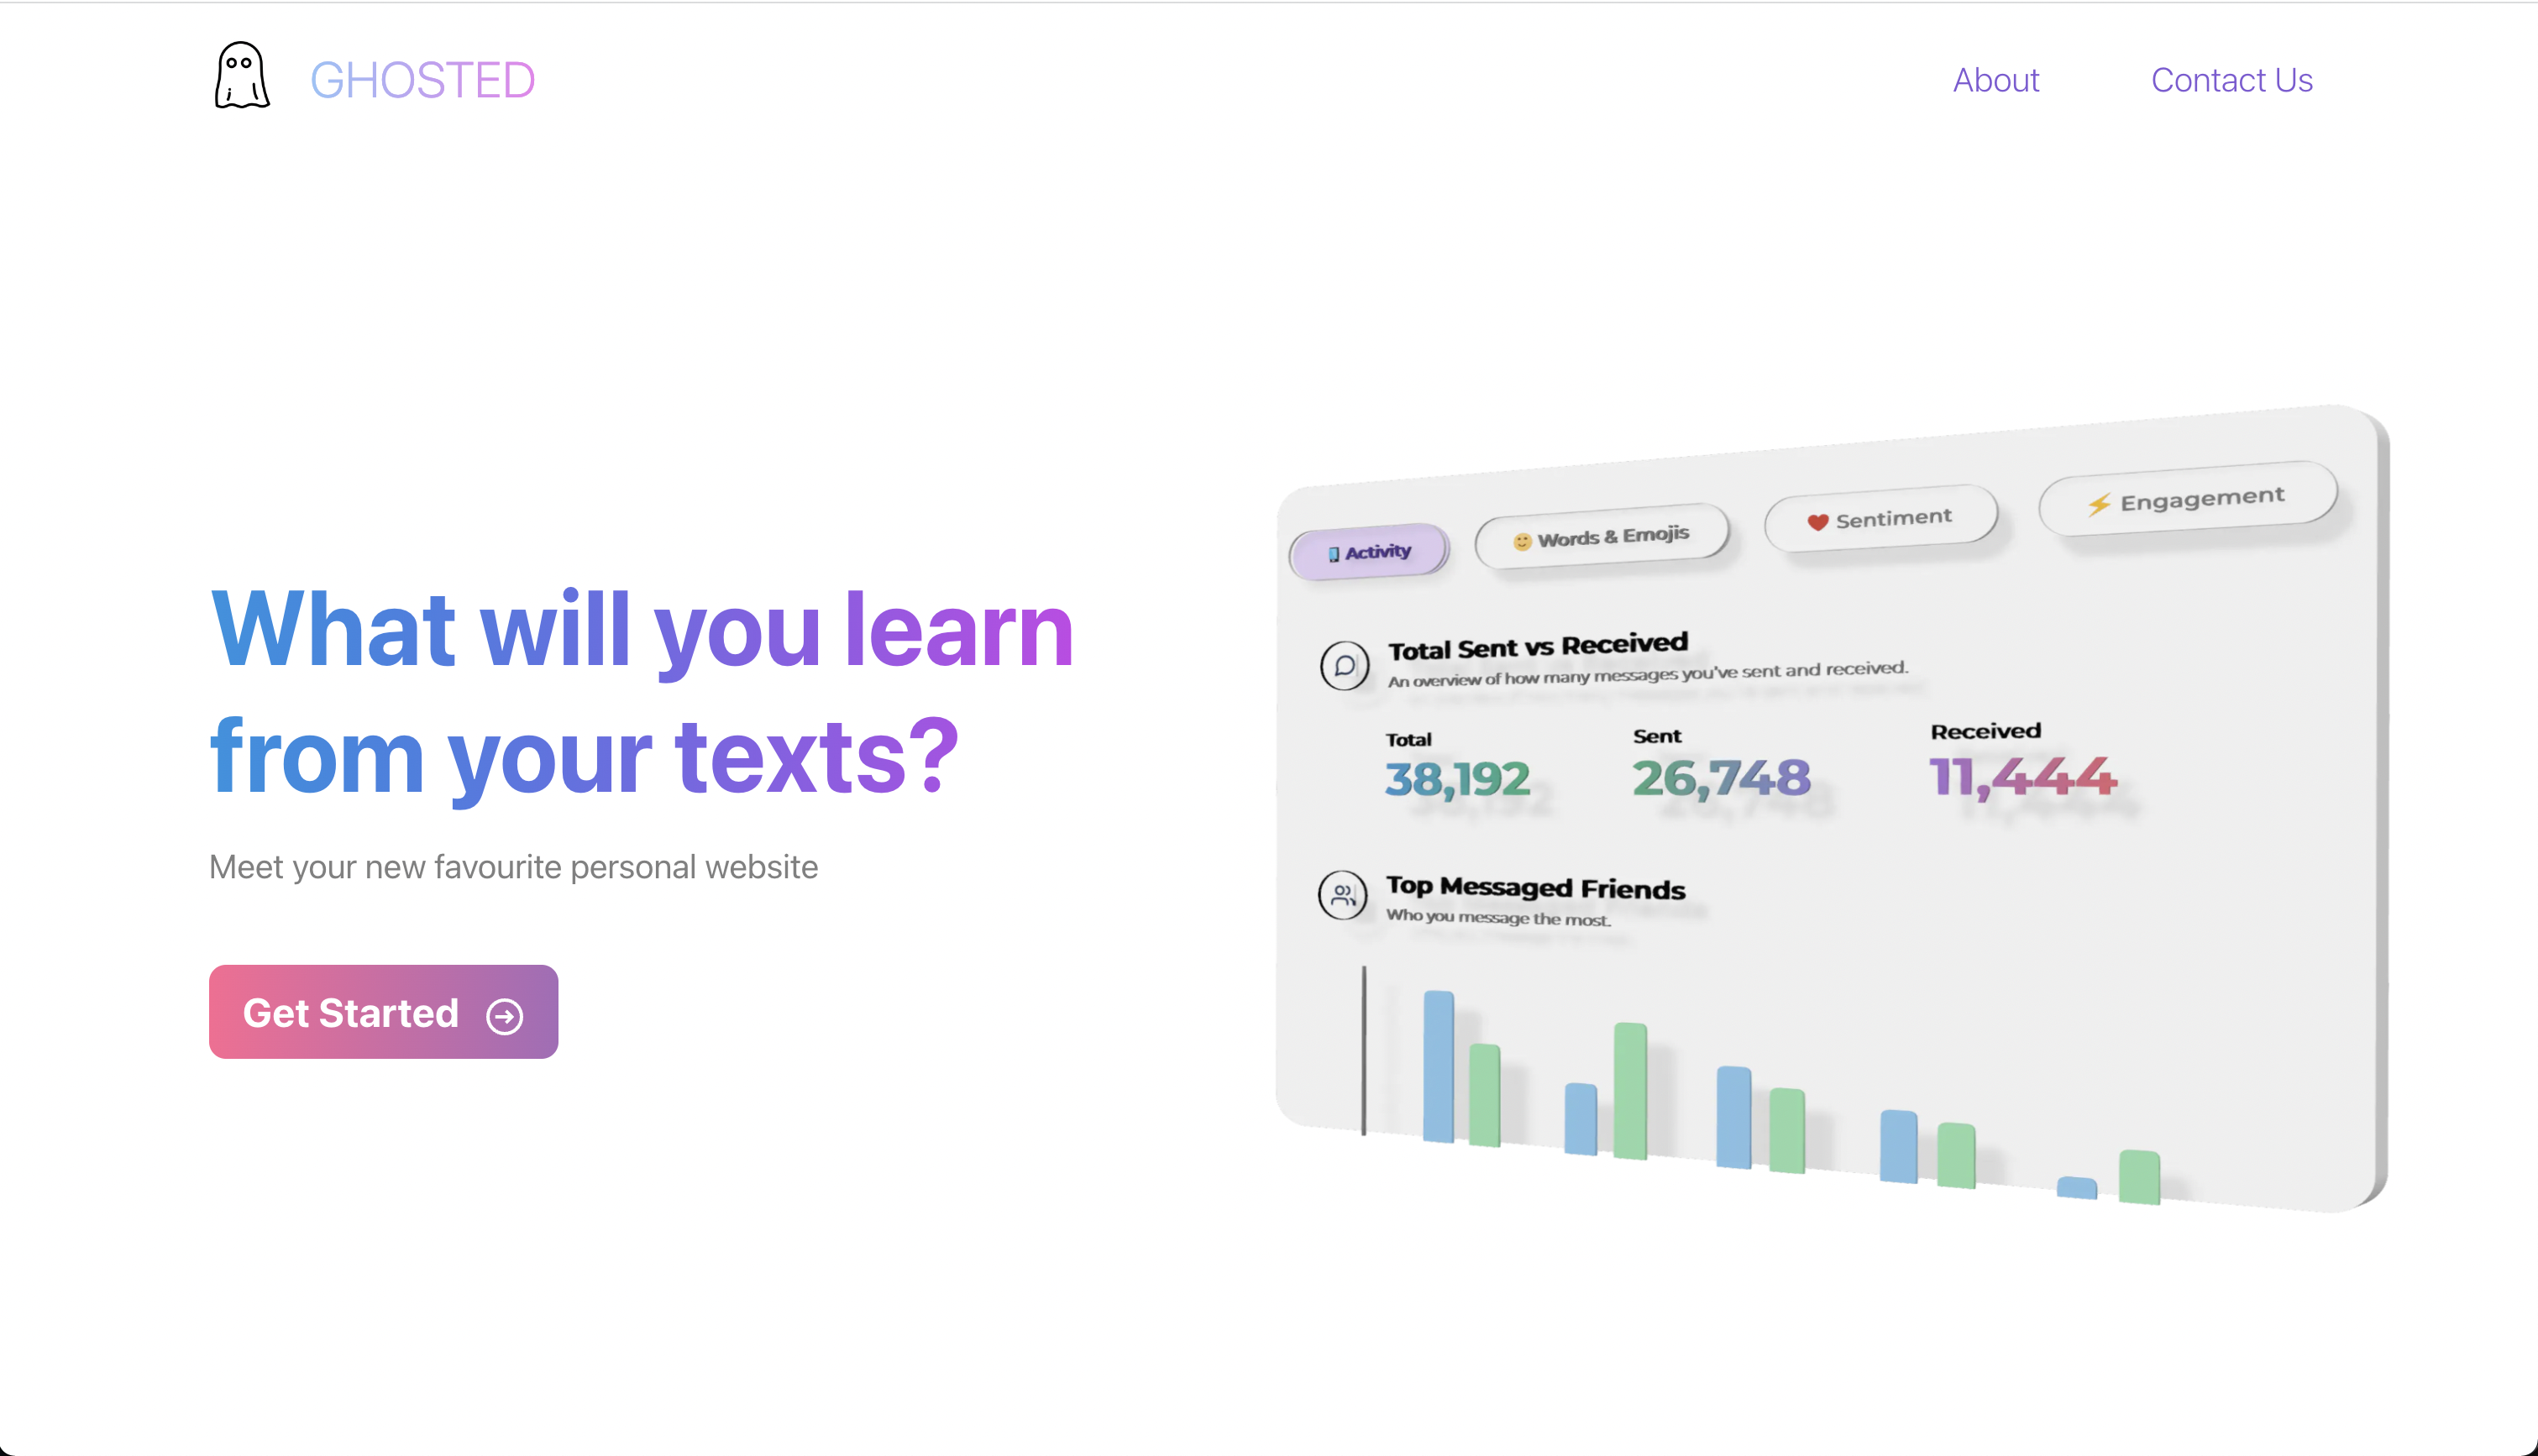 GHOSTED
About
Contact Us
What will you learn
from your texts?
Meet your new favourite personal website
Get Started
Activity
Words & Emojis
Sentiment
Engagement
Total Sent vs Received
An overview of how many messages you've sent and received.
Total
Sent
Received
38,192
26,748
11,444
Top Messaged Friends
Who you message the most.